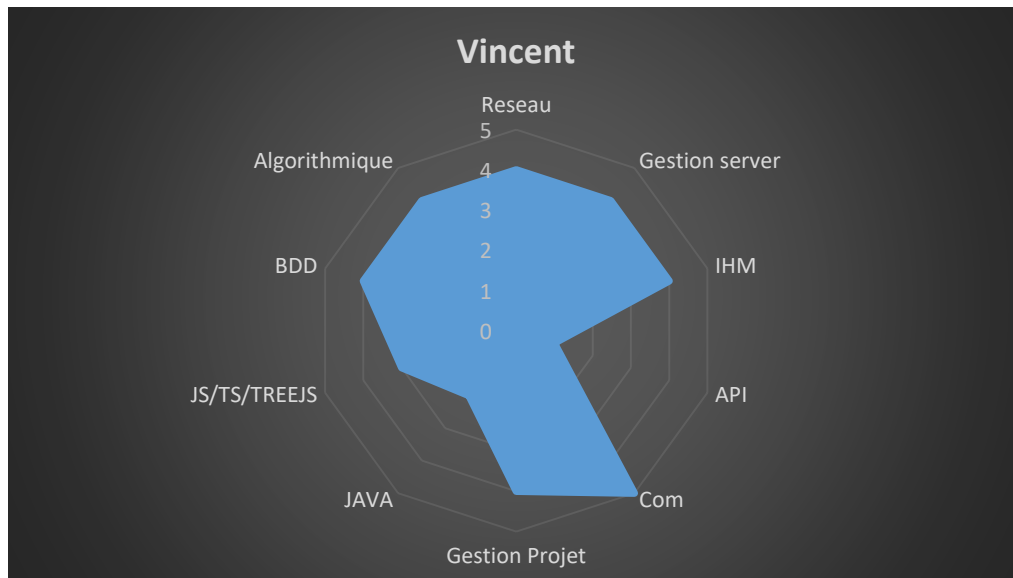 Vincent
Reseau
5
Algorithmique
Gestion server
4
3
2
BDD
IHM
1
0
JS/TS/TREEJS
API
JAVA
Com
Gestion Projet